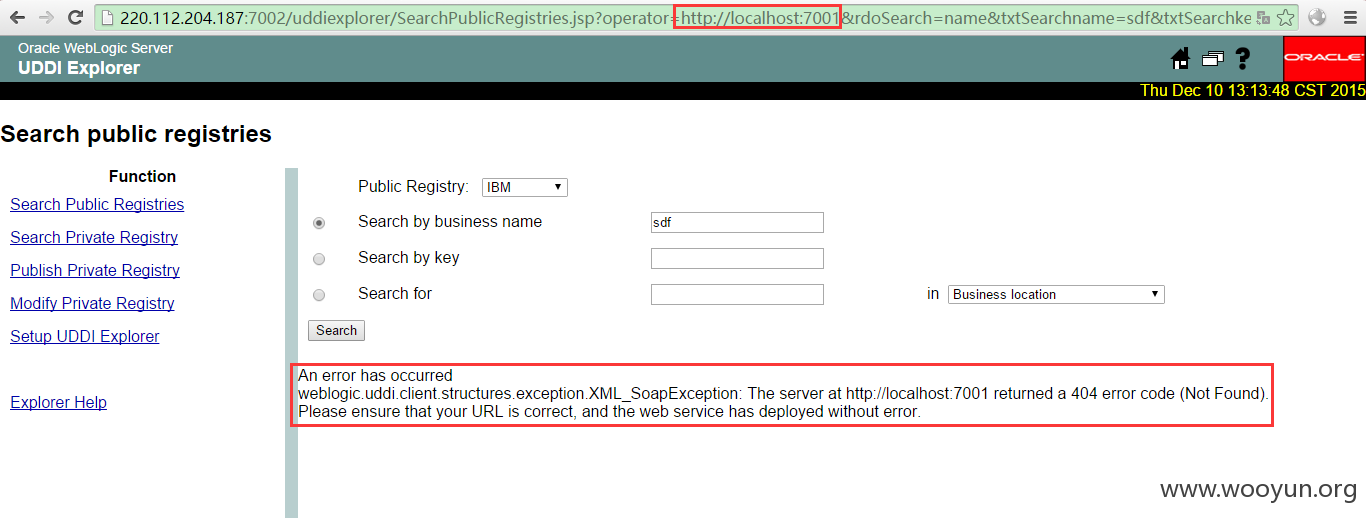 220.112.204.187:7002/uddiexplorer/SearchPublicRegistries.jsp?operator=http://localhost:7001&rdoSearch=name&txtSearchname=sdf&txtSearchke
Oracle WebLogic Server
UDDI Explorer
ORACLE
Thu Dec 10 13:13:48 CST 2015
Search public registries
Function
Search Public Registries
Search Private Registry
Publish Private Registry
Modify Private Registry
Setup UDDI Explorer
Explorer Help
Public Registry: IBM
Search by business name sdf
Search by key
Search for in Business location
Search
An error has occurred
weblogic.uddi.client.structures.exception.XML_SoapException: The server at http://localhost:7001 returned a 404 error code (Not Found).
Please ensure that your URL is correct, and the web service has deployed without error.
www.wooyun.org